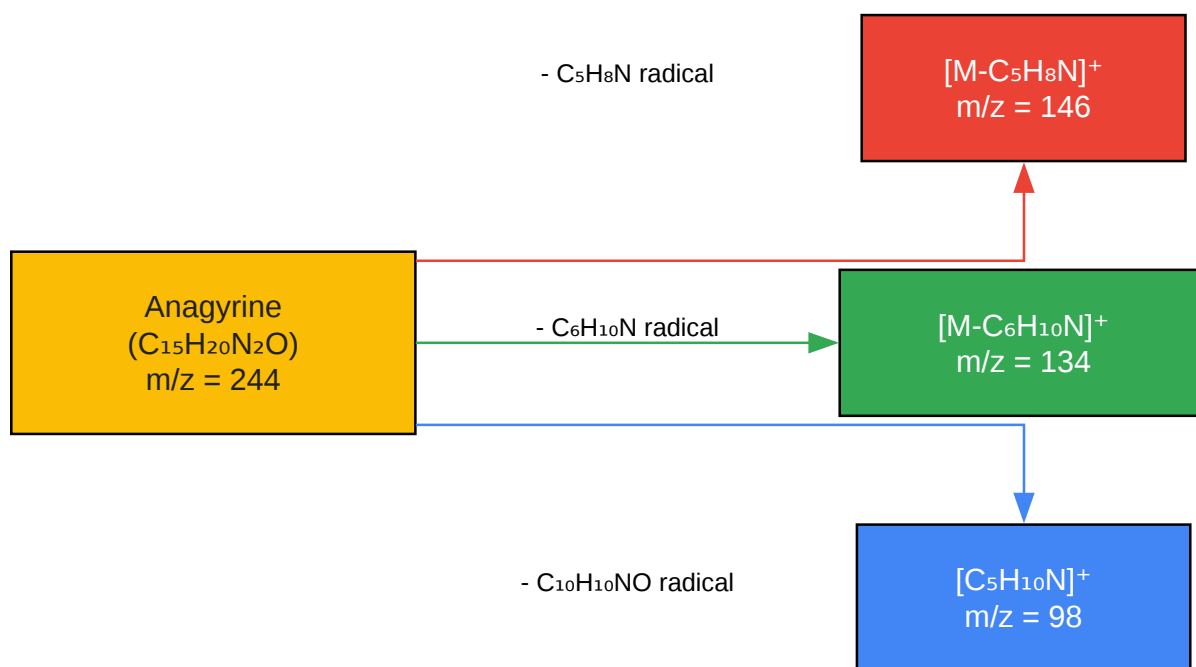 - C₅H₈N radical
[M-C₅H₈N]⁺
m/z = 146
Anagyrine
(C₁₅H₂₀N₂O)
m/z = 244
- C₆H₁₀N radical
[M-C₆H₁₀N]⁺
m/z = 134
- C₁₀H₁₀NO radical
[C₅H₁₀N]⁺
m/z = 98